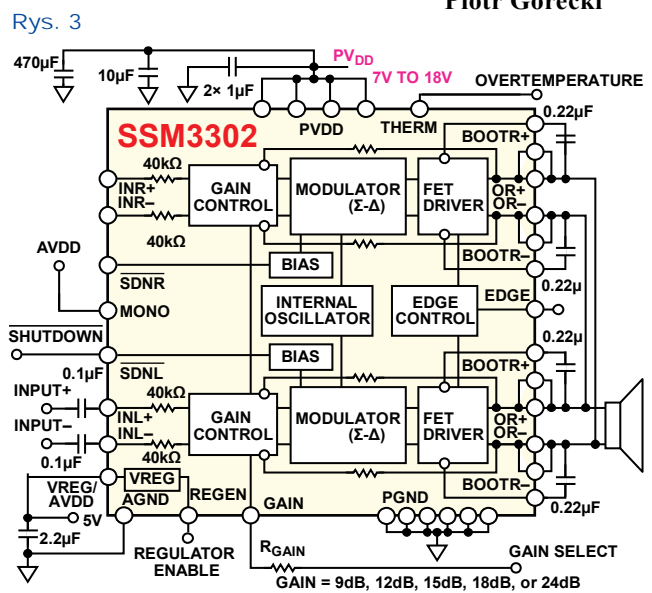 Piotr Górecki
Rys. 3
470µF
10µF
2× 1µF
PVDD
7V TO 18V
OVERTEMPERATURE
0.22µF
SSM3302
PVDD
THERM
BOOTR+
40kΩ
INR+
INR–
40kΩ
GAIN
CONTROL
MODULATOR
(Σ-Δ)
FET
DRIVER
OR+
OR–
AVDD
BIAS
BOOTR–
SDNR
0.22µ
MONO
INTERNAL
OSCILLATOR
EDGE
CONTROL
EDGE
SHUTDOWN
0.22µ
SDNL
BIAS
BOOTR+
0.1µF
INPUT+
40kΩ
INL+
INL–
INPUT–
GAIN
CONTROL
MODULATOR
(Σ-Δ)
FET
DRIVER
OR+
OR–
0.1µF
40kΩ
BOOTR–
VREG
VREG/
AVDD
AGND
REGEN
GAIN
PGND
0.22µF
5V
2.2µF
REGULATOR
ENABLE
RGAIN
GAIN SELECT
GAIN = 9dB, 12dB, 15dB, 18dB, or 24dB